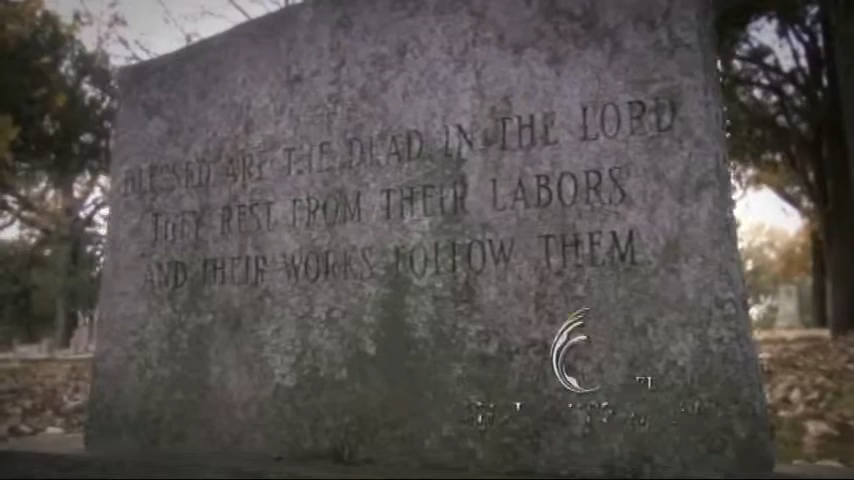 BLESSED ARE THE DEAD IN THE LORD
THEY REST FROM THEIR LABORS
AND THEIR WORKS FOLLOW THEM